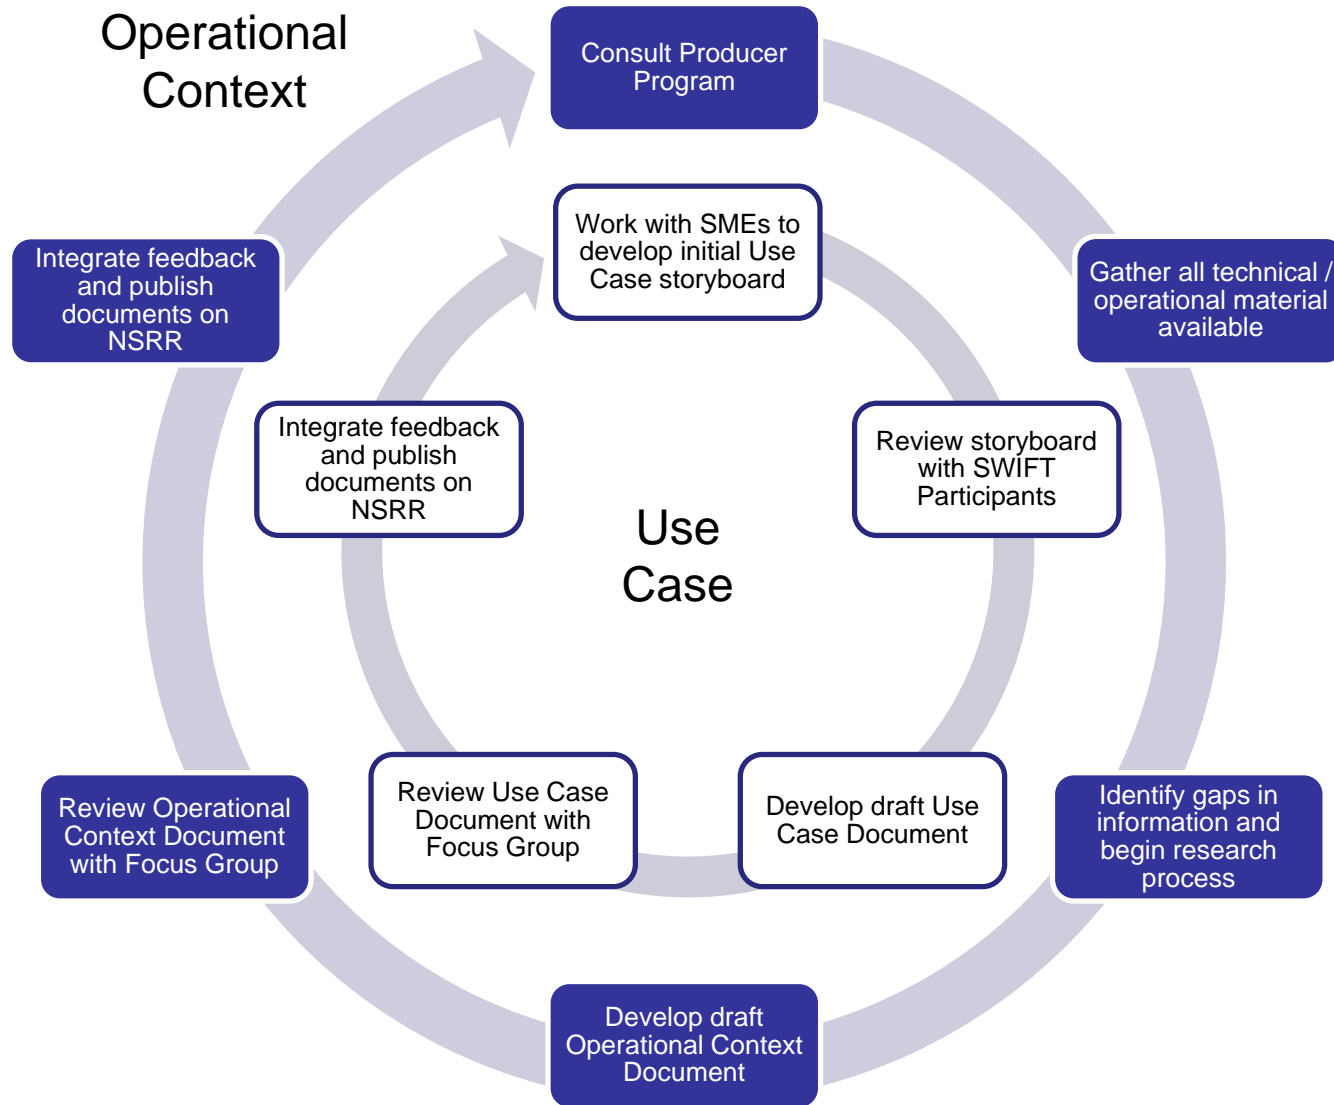 Operational
Context
Consult Producer
Program
Gather all technical /
operational material
available
Identify gaps in
information and
begin research
process
Develop draft
Operational Context
Document
Review Operational
Context Document
with Focus Group
Integrate feedback
and publish
documents on
NSRR
Work with SMEs to
develop initial Use
Case storyboard
Review storyboard
with SWIFT
Participants
Develop draft Use
Case Document
Review Use Case
Document with
Focus Group
Integrate feedback
and publish
documents on
NSRR
Use
Case